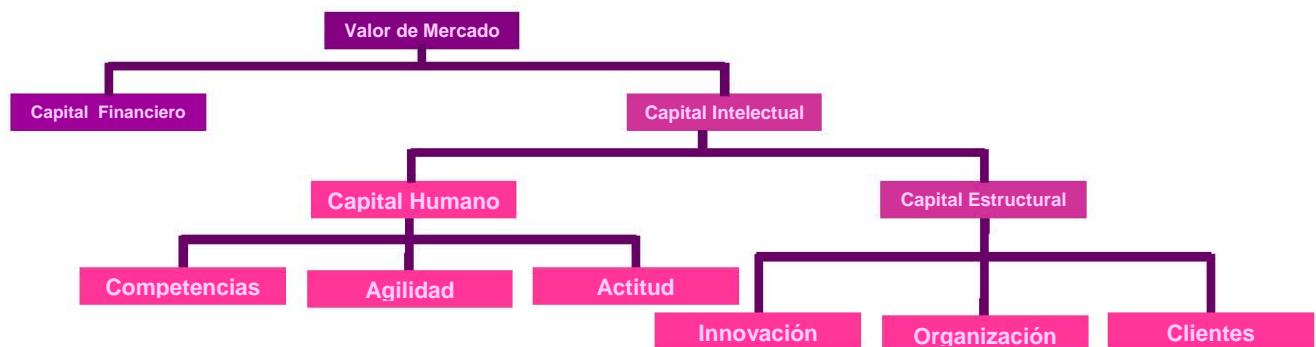 Valor de Mercado
Capital Financiero
Capital Intelectual
Capital Humano
Capital Estructural
Competencias
Agilidad
Actitud
Innovación
Organización
Clientes